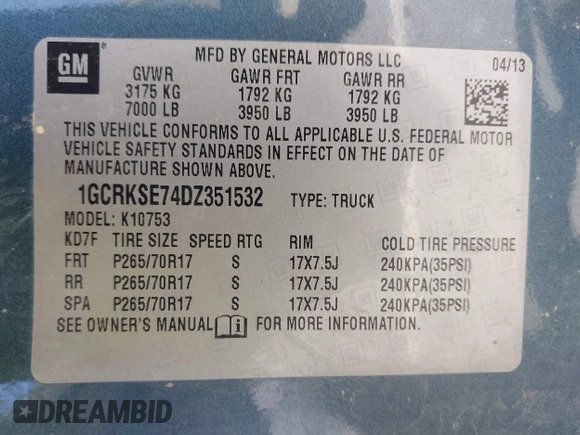 GM
MFD BY GENERAL MOTORS LLC 04/13
GVWR GAWR FRT GAWR RR
3175 KG 1792 KG 1792 KG
7000 LB 3950 LB 3950 LB
THIS VEHICLE CONFORMS TO ALL APPLICABLE U.S. FEDERAL MOTOR
VEHICLE SAFETY STANDARDS IN EFFECT ON THE DATE OF
MANUFACTURE SHOWN ABOVE.
1GCRKSE74DZ351532 TYPE: TRUCK
MODEL: K10753
KD7F TIRE SIZE SPEED RTG RIM COLD TIRE PRESSURE
FRT P265/70R17 S 17X7.5J 240KPA(35PSI)
RR P265/70R17 S 17X7.5J 240KPA(35PSI)
SPA P265/70R17 S 17X7.5J 240KPA(35PSI)
SEE OWNER'S MANUAL FOR MORE INFORMATION.
DREAMBID